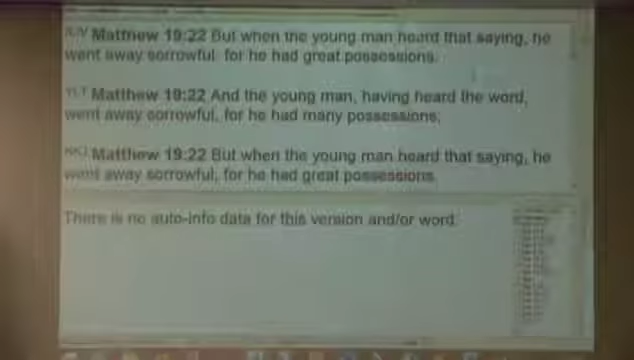 KJV Matthew 19:22 But when the young man heard that saying, he
went away sorrowful: for he had great possessions.
YLT Matthew 19:22 And the young man, having heard the word,
went away sorrowful, for he had many possessions;
Matthew 19:22 But when the young man heard that saying, he
went away sorrowful, for he had great possessions.
There is no auto-info data for this version and/or word.